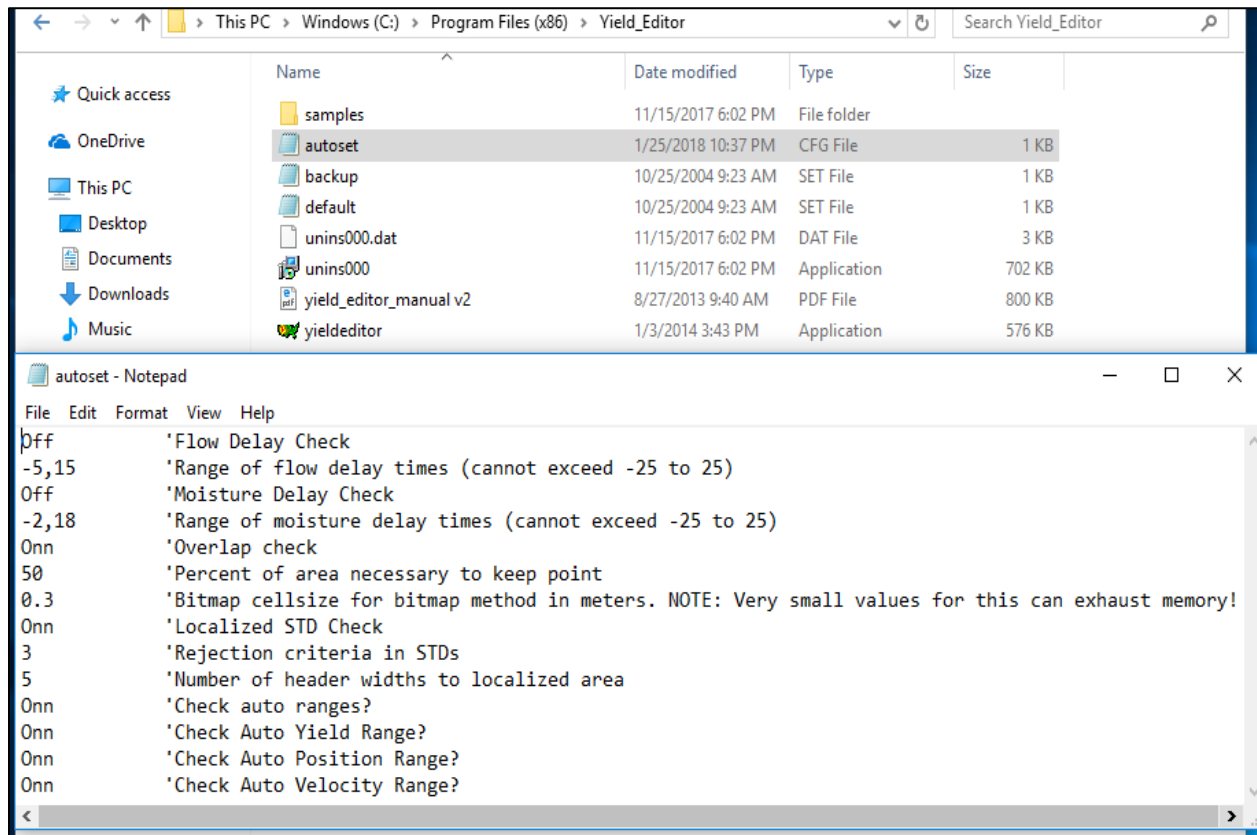 This PC > Windows (C:) > Program Files (x86) > Yield_Editor Search Yield_Editor
Name Date modified Type Size
Quick access
OneDrive
This PC
Desktop
Documents
Downloads
Music
samples 11/15/2017 6:02 PM File folder
autoset 1/25/2018 10:37 PM CFG File 1 KB
backup 10/25/2004 9:23 AM SET File 1 KB
default 10/25/2004 9:23 AM SET File 1 KB
unins000.dat 11/15/2017 6:02 PM DAT File 3 KB
unins000 11/15/2017 6:02 PM Application 702 KB
yield_editor_manual v2 8/27/2013 9:40 AM PDF File 800 KB
yieldeditor 1/3/2014 3:43 PM Application 576 KB
autoset - Notepad
File Edit Format View Help
Off 'Flow Delay Check
-5,15 'Range of flow delay times (cannot exceed -25 to 25)
Off 'Moisture Delay Check
-2,18 'Range of moisture delay times (cannot exceed -25 to 25)
Onn 'Overlap check
50 'Percent of area necessary to keep point
0.3 'Bitmap cellsize for bitmap method in meters. NOTE: Very small values for this can exhaust memory!
Onn 'Localized STD Check
3 'Rejection criteria in STDs
5 'Number of header widths to localized area
Onn 'Check auto ranges?
Onn 'Check Auto Yield Range?
Onn 'Check Auto Position Range?
Onn 'Check Auto Velocity Range?